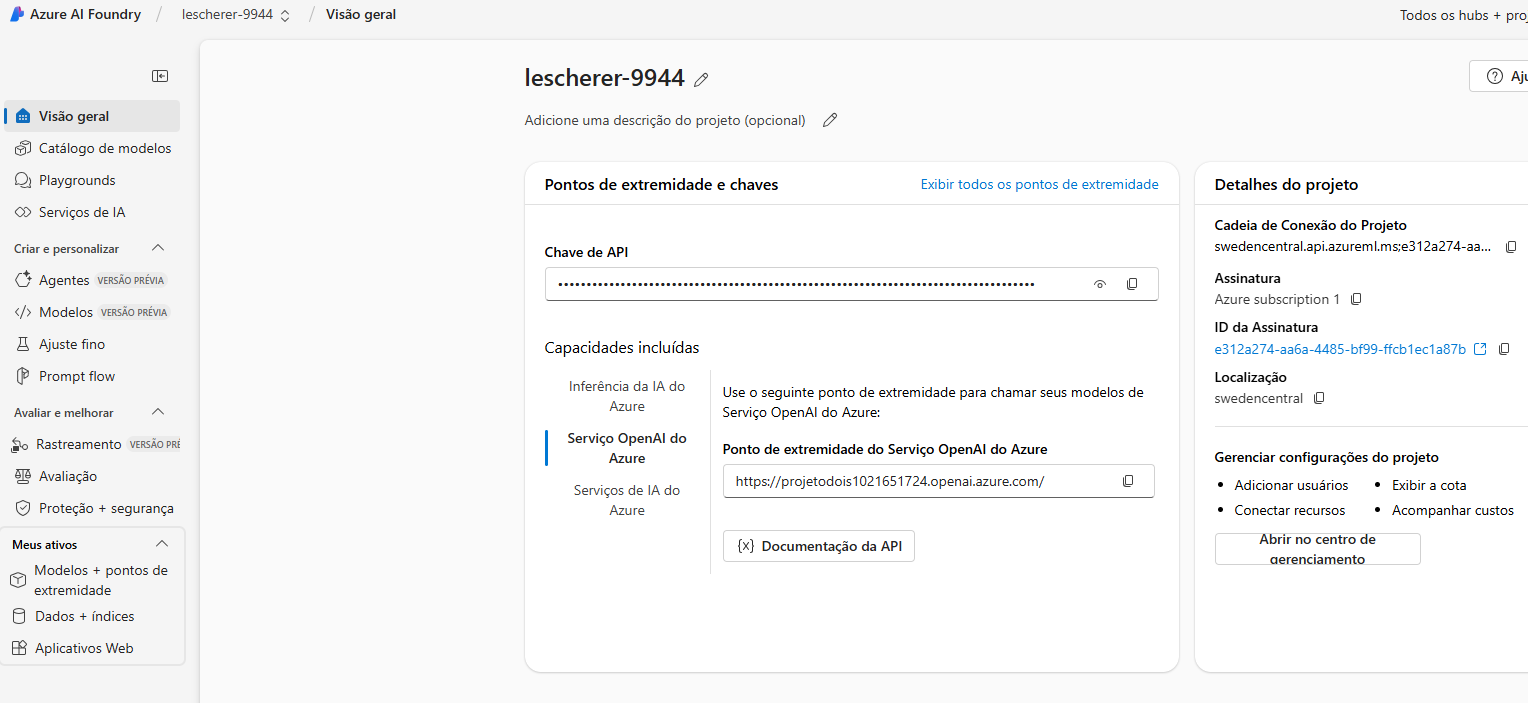 Azure AI Foundry / lescherer-9944 / Visão geral
Todos os hubs +
lescherer-9944
Adicione uma descrição do projeto (opcional)
Visão geral
Catálogo de modelos
Playgrounds
Serviços de IA
Criar e personalizar
Agentes VERSÃO PRÉVIA
Modelos VERSÃO PRÉVIA
Ajuste fino
Prompt flow
Avaliar e melhorar
Rastreamento VERSÃO PRÉ
Avaliação
Proteção + segurança
Meus ativos
Modelos + pontos de
extremidade
Dados + índices
Aplicativos Web
Pontos de extremidade e chaves
Exibir todos os pontos de extremidade
Chave de API
Capacidades incluídas
Inferência da IA do
Azure
Serviço OpenAI do
Azure
Serviços de IA do
Azure
Use o seguinte ponto de extremidade para chamar seus modelos de
Serviço OpenAI do Azure:
Ponto de extremidade do Serviço OpenAI do Azure
https://projetodois1021651724.openai.azure.com/
{x} Documentação da API
Detalhes do projeto
Cadeia de Conexão do Projeto
swedencentral.api.azureml.ms;e312a274-aa...
Assinatura
Azure subscription 1
ID da Assinatura
e312a274-aa6a-4485-bf99-ffcb1ec1a87b
Localização
swedencentral
Gerenciar configurações do projeto
• Adicionar usuários • Exibir a cota
• Conectar recursos • Acompanhar custos
Abrir no centro de
gerenciamento